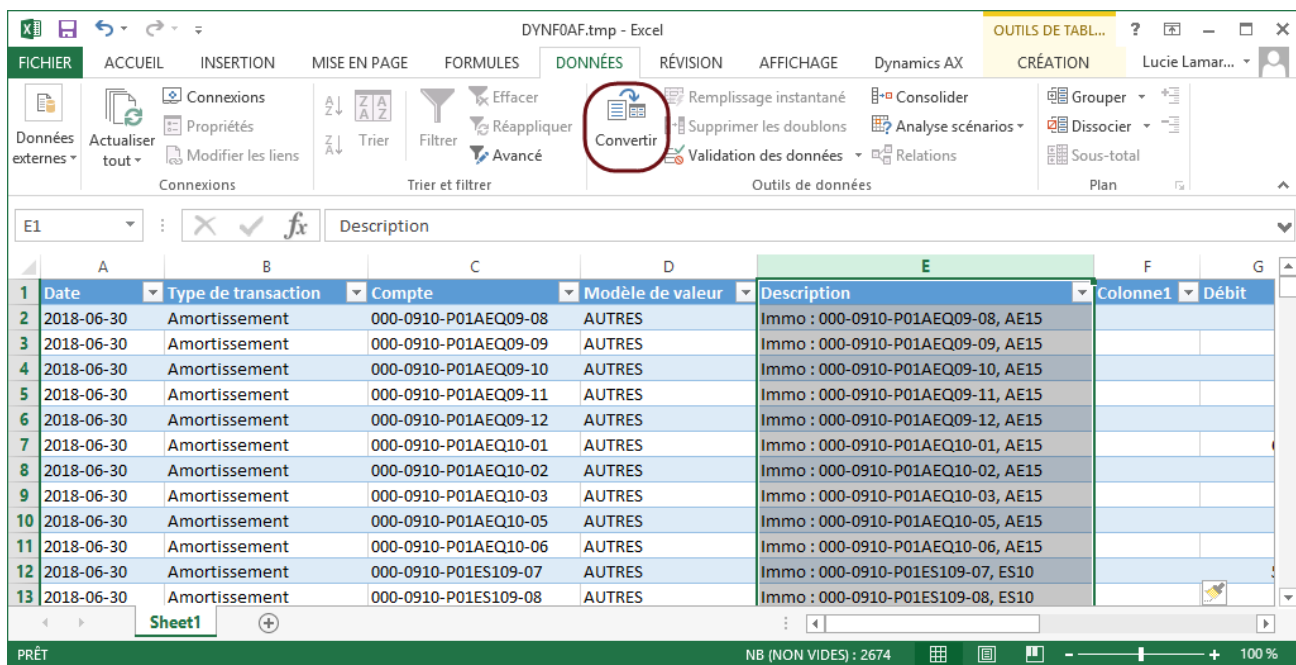 DYNF0AF.tmp - Excel
OUTILS DE TABL...
?
FICHIER ACCUEIL INSERTION MISE EN PAGE FORMULES DONNÉES RÉVISION AFFICHAGE Dynamics AX CRÉATION Lucie Lamar...
Données externes
Actualiser tout
Connexions
Propriétés
Modifier les liens
Connexions
Trier
Filtrer
Effacer
Réappliquer
Avancé
Trier et filtrer
Convertir
Remplissage instantané
Supprimer les doublons
Validation des données
Consolider
Analyse scénarios
Relations
Outils de données
Grouper
Dissocier
Sous-total
Plan
E1 fx Description
A B C D E F G
1 Date Type de transaction Compte Modèle de valeur Description Colonne1 Débit
2 2018-06-30 Amortissement 000-0910-P01AEQ09-08 AUTRES Immo : 000-0910-P01AEQ09-08, AE15
3 2018-06-30 Amortissement 000-0910-P01AEQ09-09 AUTRES Immo : 000-0910-P01AEQ09-09, AE15
4 2018-06-30 Amortissement 000-0910-P01AEQ09-10 AUTRES Immo : 000-0910-P01AEQ09-10, AE15
5 2018-06-30 Amortissement 000-0910-P01AEQ09-11 AUTRES Immo : 000-0910-P01AEQ09-11, AE15
6 2018-06-30 Amortissement 000-0910-P01AEQ09-12 AUTRES Immo : 000-0910-P01AEQ09-12, AE15
7 2018-06-30 Amortissement 000-0910-P01AEQ10-01 AUTRES Immo : 000-0910-P01AEQ10-01, AE15
8 2018-06-30 Amortissement 000-0910-P01AEQ10-02 AUTRES Immo : 000-0910-P01AEQ10-02, AE15
9 2018-06-30 Amortissement 000-0910-P01AEQ10-03 AUTRES Immo : 000-0910-P01AEQ10-03, AE15
10 2018-06-30 Amortissement 000-0910-P01AEQ10-05 AUTRES Immo : 000-0910-P01AEQ10-05, AE15
11 2018-06-30 Amortissement 000-0910-P01AEQ10-06 AUTRES Immo : 000-0910-P01AEQ10-06, AE15
12 2018-06-30 Amortissement 000-0910-P01ES109-07 AUTRES Immo : 000-0910-P01ES109-07, ES10
13 2018-06-30 Amortissement 000-0910-P01ES109-08 AUTRES Immo : 000-0910-P01ES109-08, ES10
Sheet1
PRÊT NB (NON VIDES) : 2674 100 %